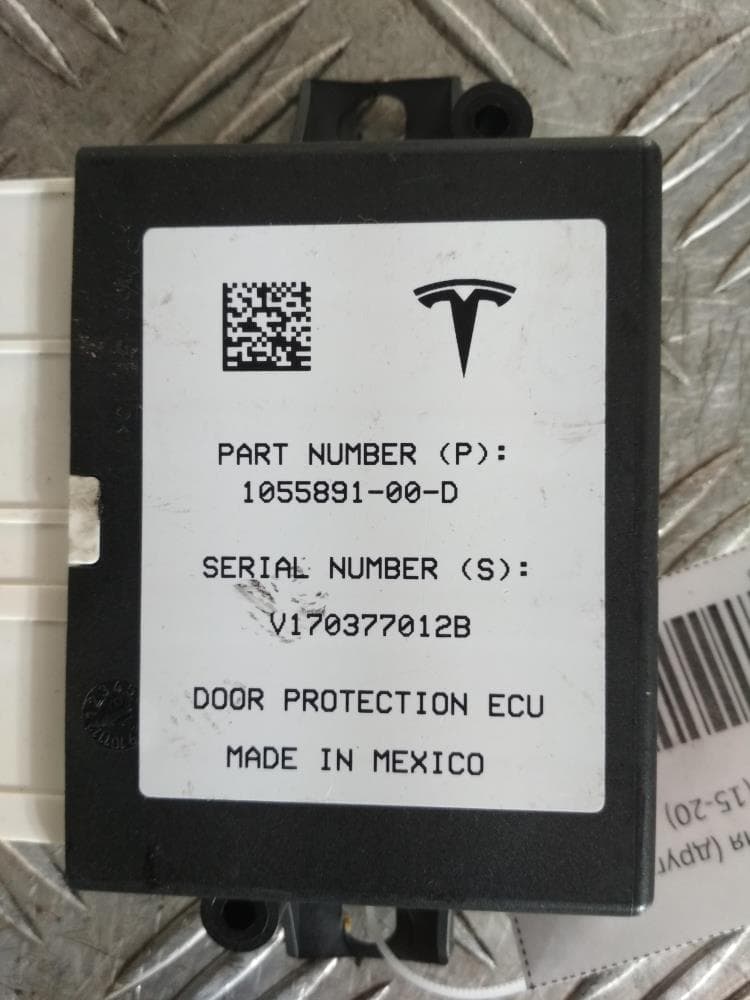 PART NUMBER (P):
1055891-00-D
SERIAL NUMBER (S):
V170377012B
DOOR PROTECTION ECU
MADE IN MEXICO
(15-20)